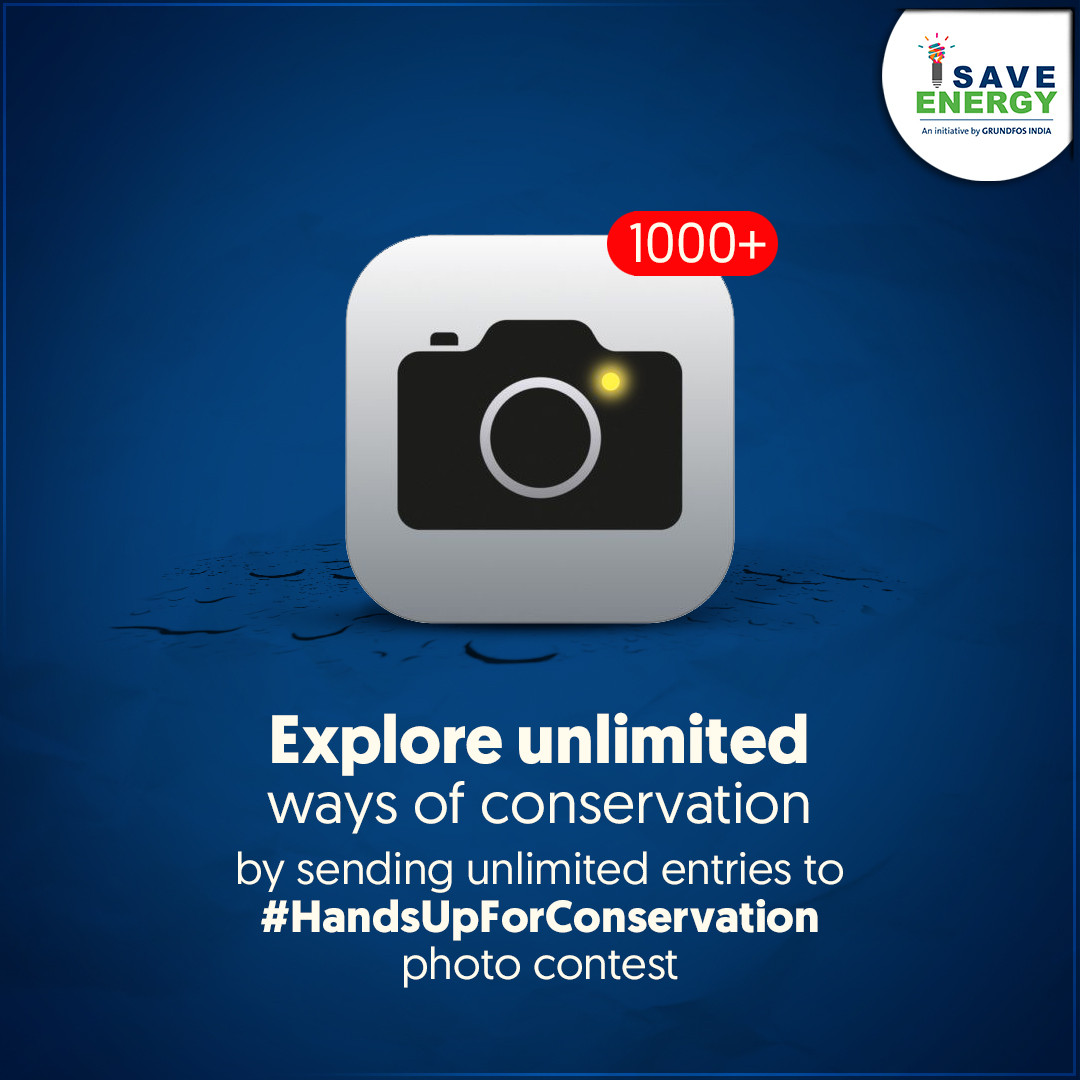 I SAVE
ENERGY
An initiative by GRUNDFOS INDIA
1000+
Explore unlimited
ways of conservation
by sending unlimited entries to
#HandsUpForConservation
photo contest